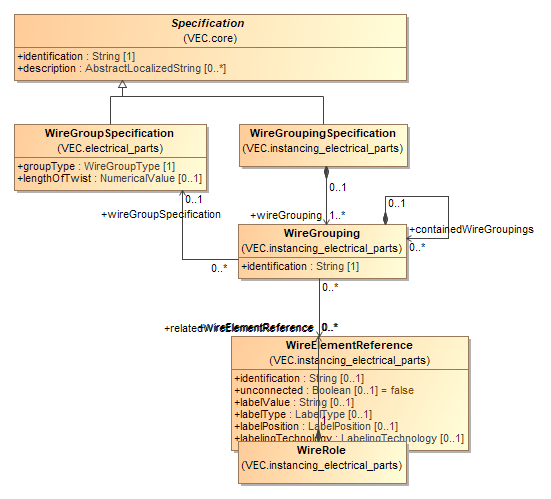 Specification
(VEC.core)
+identification : String [1]
+description : AbstractLocalizedString [0..*]
WireGroupSpecification
(VEC.electrical_parts)
+groupType : WireGroupType [1]
+lengthOfTwist : NumericalValue [0..1]
WireGroupingSpecification
(VEC.instancing_electrical_parts)
0..1
0..1
0..1
+wireGroupSpecification
+wireGrouping
1..*
+containedWireGroupings
0..*
WireGrouping
(VEC.instancing_electrical_parts)
+identification : String [1]
0..*
0..*
+relatedWireElementReference
0..*
WireElementReference
(VEC.instancing_electrical_parts)
+identification : String [0..1]
+unconnected : Boolean [0..1] = false
+labelValue : String [0..1]
+labelType : LabelType [0..1]
+labelPosition : LabelPosition [0..1]
+labelingTechnology : LabelingTechnology [0..1]
WireRole
(VEC.instancing_electrical_parts)